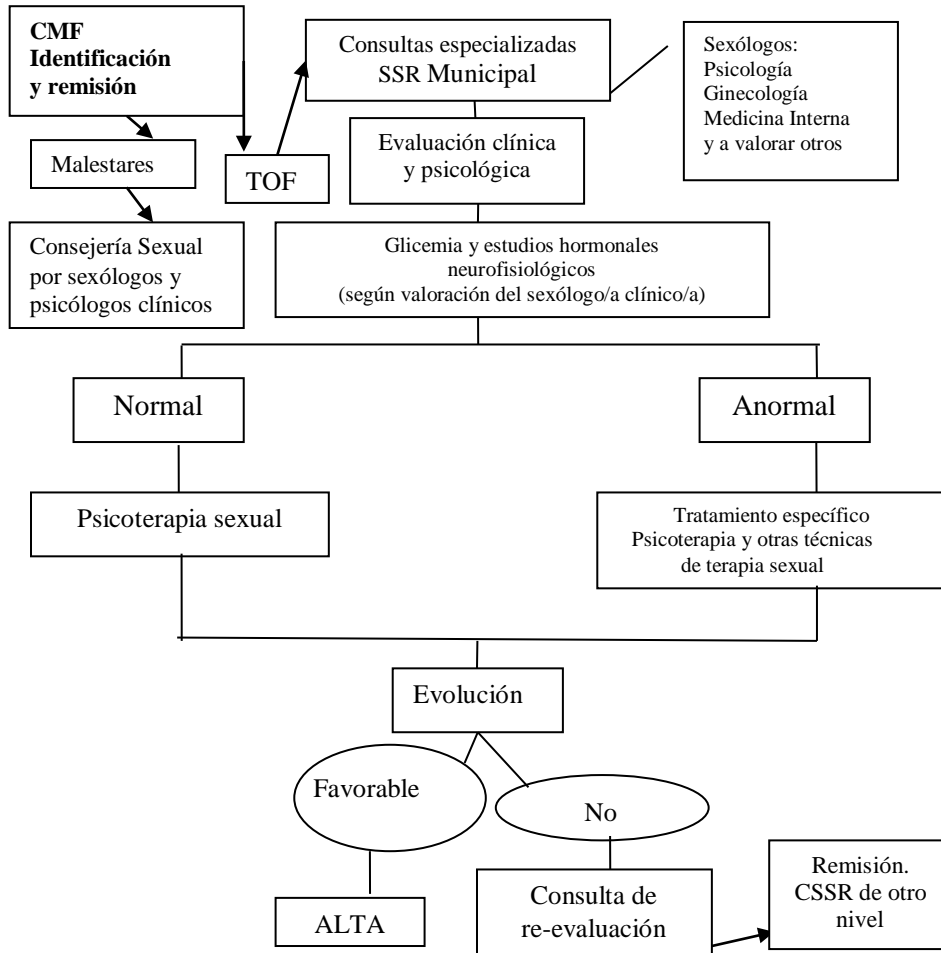 CMF
Identificación
y remisión
Consultas especializadas
SSR Municipal
Sexólogos:
Psicología
Ginecología
Medicina Interna
y a valorar otros
Malestares
TOF
Evaluación clínica
y psicológica
Consejería Sexual
por sexólogos y
psicólogos clínicos
Glicemia y estudios hormonales
neurofisiológicos
(según valoración del sexólogo/a clínico/a)
Normal
Anormal
Psicoterapia sexual
Tratamiento específico
Psicoterapia y otras técnicas
de terapia sexual
Evolución
Favorable
No
ALTA
Consulta de
re-evaluación
Remisión.
CSSR de otro
nivel